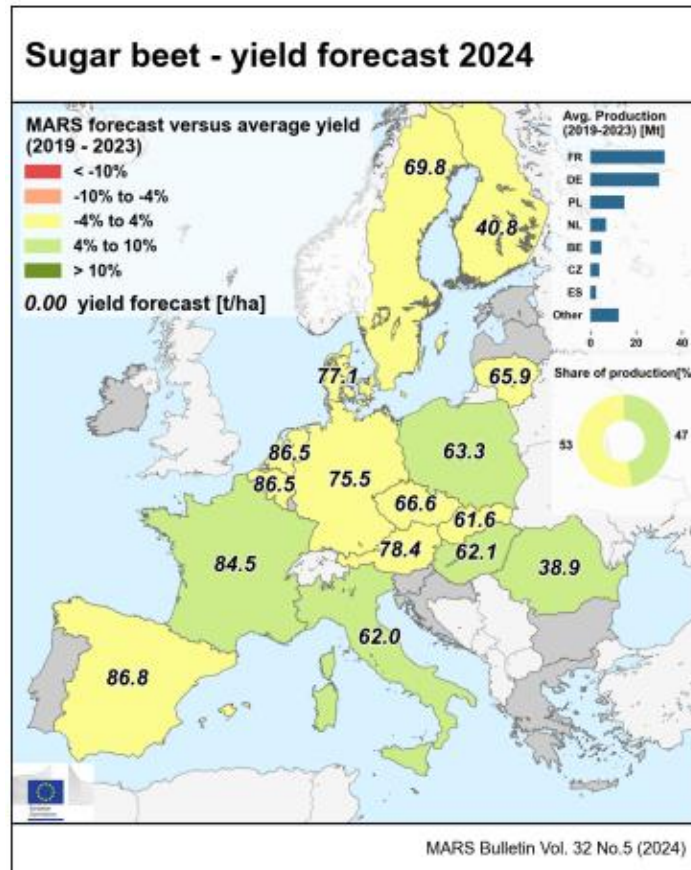 Sugar beet - yield forecast 2024
MARS forecast versus average yield
(2019 - 2023)
< -10%
-10% to -4%
-4% to 4%
4% to 10%
> 10%
0.00 yield forecast [t/ha]
Avg. Production
(2019-2023) [Mt]
FR
DE
PL
NL
BE
CZ
ES
Other
0 20 40
Share of production[%]
53
47
69.8
40.8
77.1
65.9
86.5
86.5
75.5
63.3
66.6
61.6
84.5
78.4
62.1
38.9
62.0
86.8
MARS Bulletin Vol. 32 No.5 (2024)